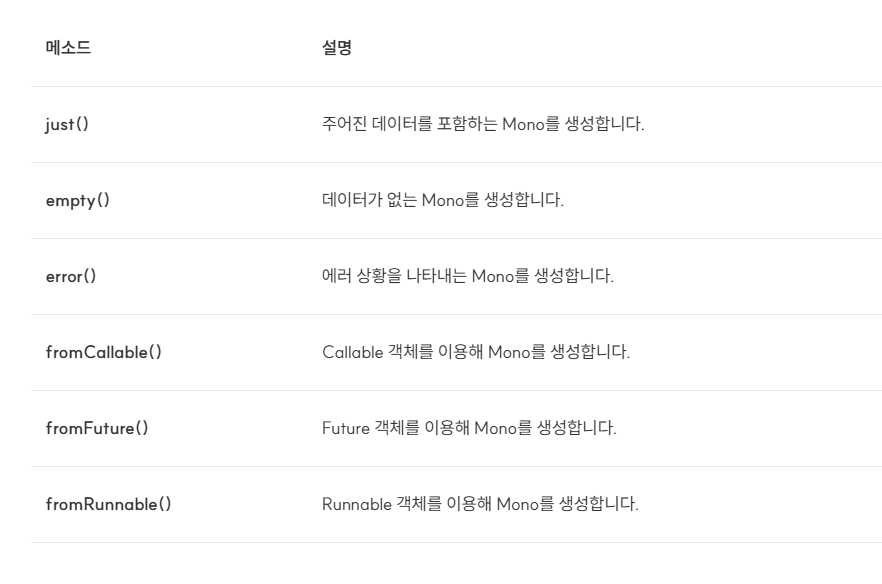 메소드 설명
just() 주어진 데이터를 포함하는 Mono를 생성합니다.
empty() 데이터가 없는 Mono를 생성합니다.
error() 에러 상황을 나타내는 Mono를 생성합니다.
fromCallable() Callable 객체를 이용해 Mono를 생성합니다.
fromFuture() Future 객체를 이용해 Mono를 생성합니다.
fromRunnable() Runnable 객체를 이용해 Mono를 생성합니다.